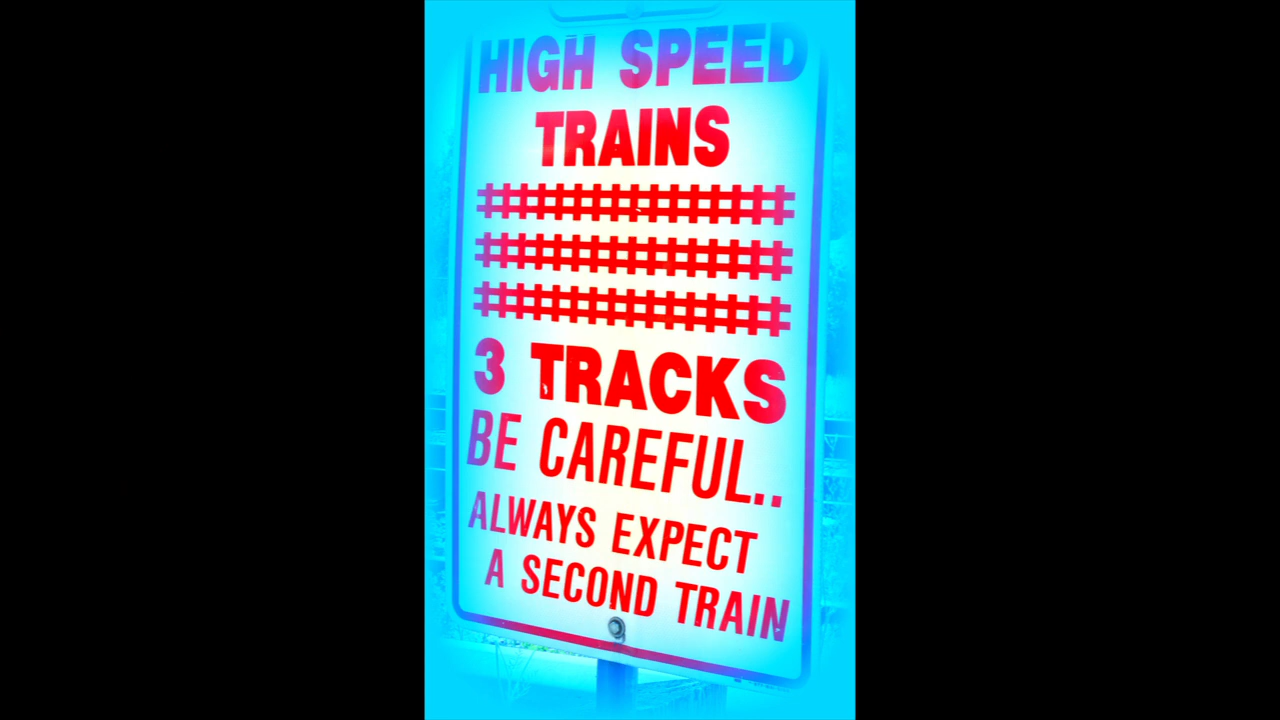 HIGH SPEED
TRAINS
3 TRACKS
BE CAREFUL..
ALWAYS EXPECT
A SECOND TRAIN